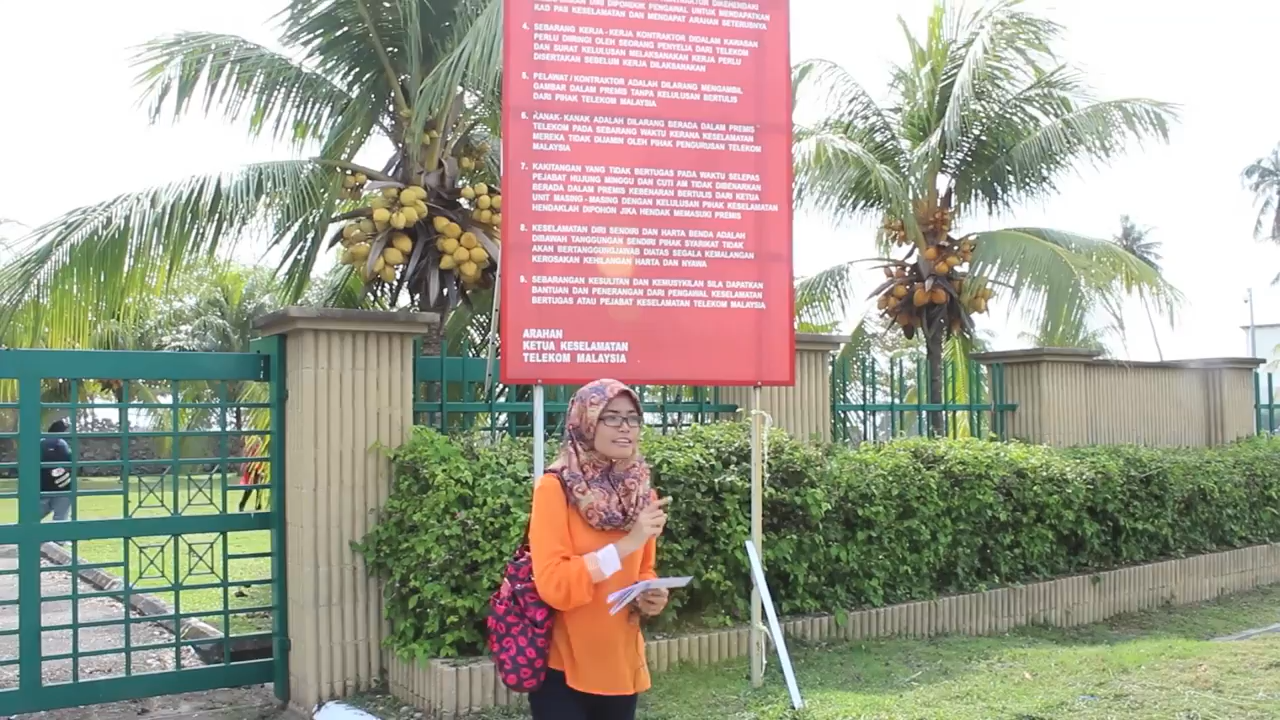 KAD PAS KESELAMATAN DAN MENDAPAT ARAHAN SETERUSNYA
4. SEBARANG KERJA-KERJA KONTRAKTOR DIDALAM KAWASAN
PERLU DIIRINGI OLEH SEORANG PENYELIA DARI TELEKOM
DAN SURAT KELULUSAN MELAKSANAKAN KERJA PERLU
DISERTAKAN SEBELUM KERJA DILAKSANAKAN
5. PELAWAT / KONTRAKTOR ADALAH DILARANG MENGAMBIL
GAMBAR DALAM PREMIS TANPA KELULUSAN BERTULIS
DARI PIHAK TELEKOM MALAYSIA
6. KANAK-KANAK ADALAH DILARANG BERADA DALAM PREMIS
TELEKOM PADA SEBARANG WAKTU KERANA KESELAMATAN
MEREKA TIDAK DIJAMIN OLEH PIHAK PENGURUSAN TELEKOM
MALAYSIA
7. KAKITANGAN YANG TIDAK BERTUGAS PADA WAKTU SELEPAS
PEJABAT HUJUNG MINGGU DAN CUTI AM TIDAK DIBENARKAN
BERADA DALAM PREMIS KEBENARAN BERTULIS DARI KETUA
UNIT MASING-MASING DENGAN KELULUSAN PIHAK KESELAMATAN
HENDAKLAH DIPOHON JIKA HENDAK MEMASUKI PREMIS
8. KESELAMATAN DIRI SENDIRI DAN HARTA BENDA ADALAH
DIBAWAH TANGGUNGAN SENDIRI PIHAK SYARIKAT TIDAK
AKAN BERTANGGUNGJAWAB DIATAS SEGALA KEMALANGAN
KEROSAKAN KEHILANGAN HARTA DAN NYAWA
9. SEBARANGAN KESULITAN DAN KEMUSYKILAN SILA DAPATKAN
BANTUAN DAN PENERANGAN DARI PENGAWAL KESELAMATAN
BERTUGAS ATAU PEJABAT KESELAMATAN TELEKOM MALAYSIA
ARAHAN
KETUA KESELAMATAN
TELEKOM MALAYSIA